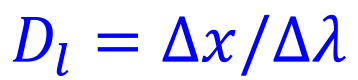 D_l = Δx/Δλ